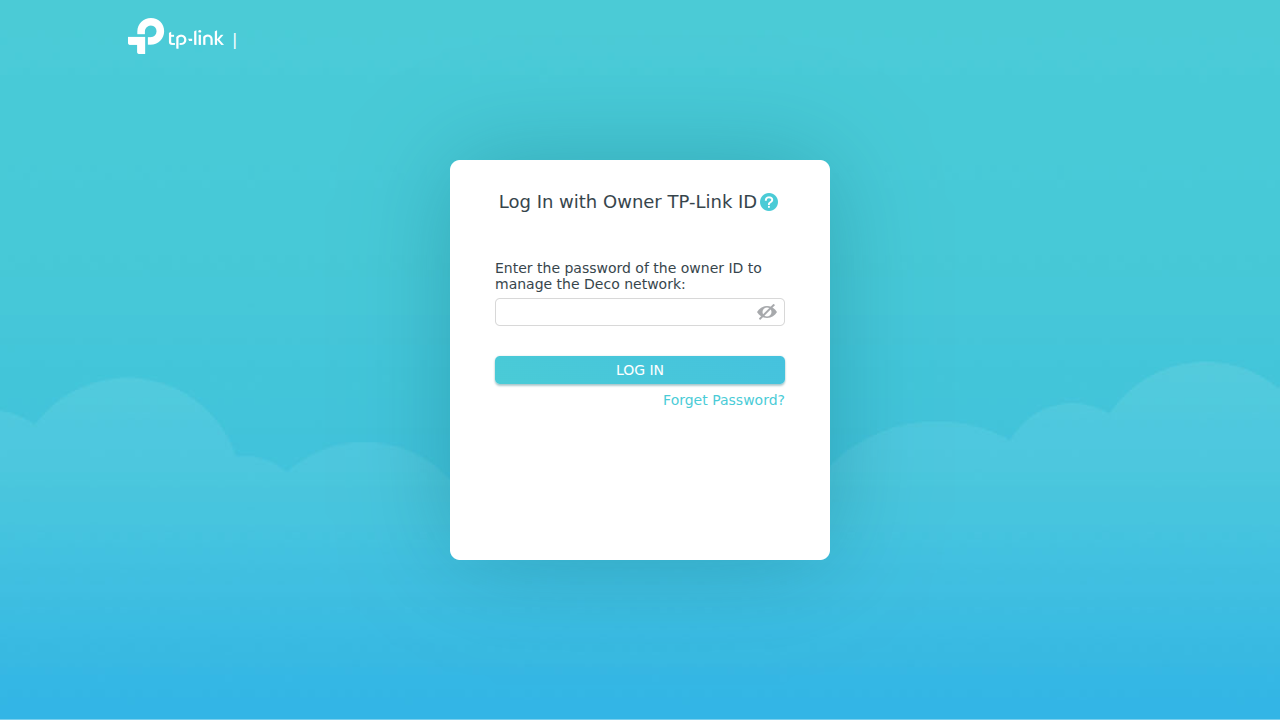 tp-link |
Log In with Owner TP-Link ID ?
Enter the password of the owner ID to
manage the Deco network:
LOG IN
Forget Password?